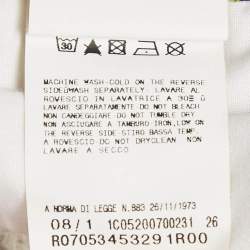 30
MACHINE WASH-COLD ON THE REVERSE
SIDEWASH SEPARATELY- LAVARE AL
ROVESCIO IN LAVATRICE A 30º G
LAVARE SEPARATAMENTE DO NOT BLEACH
NON CANDEGGIARE DO NOT TUMBLE DRY
NON ASCIUGARE A TAMBURO IRON, LOW ON
THE REVERSE SIDE STIRO BASSA TEMP. A
ROVESCIO A DO NOT DRYCLEAN NON
LAVARE A SECCO
A NORMA DI LEGGE N.883 26/11/1973
08/1 1C05200700231 26
R07053453291R00